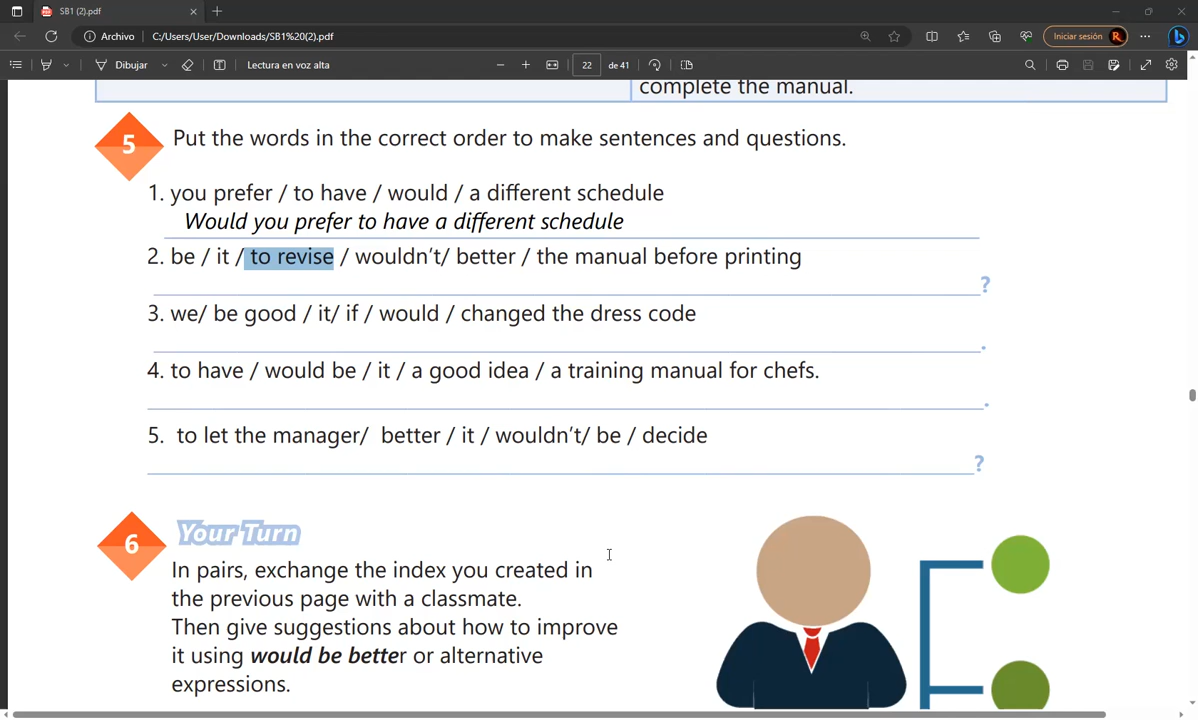 SB1 (2).pdf
Archivo C:/Users/User/Downloads/SB1%20(2).pdf Iniciar sesión R
Dibujar Lectura en voz alta 22 de 41
complete the manual.
5 Put the words in the correct order to make sentences and questions.
1. you prefer / to have / would / a different schedule
Would you prefer to have a different schedule
2. be / it / to revise / wouldn't/ better / the manual before printing
?
3. we/ be good / it/ if / would / changed the dress code
.
4. to have / would be / it / a good idea / a training manual for chefs.
.
5. to let the manager/ better / it / wouldn't/ be / decide
?
6 Your Turn
In pairs, exchange the index you created in
the previous page with a classmate.
Then give suggestions about how to improve
it using would be better or alternative
expressions.